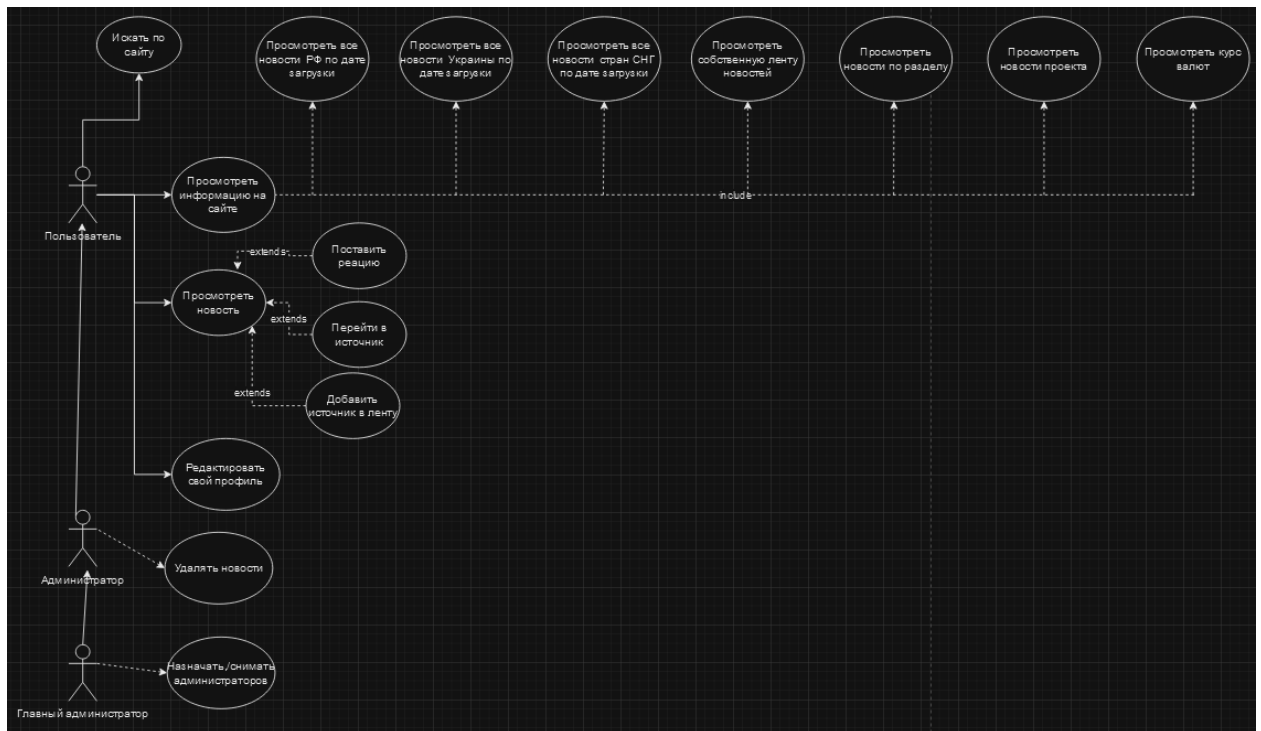 Искать по
сайту
Просмотреть все
новости РФ по дате
загрузки
Просмотреть все
новости Украины по
дате загрузки
Просмотреть все
новости стран СНГ
по дате загрузки
Просмотреть
собственную ленту
новостей
Просмотреть
новости по разделу
Просмотреть
новости проекта
Просмотреть курс
валют
Просмотреть
информацию на
сайте
include
Пользователь
extends
Поставить
реацию
Просмотреть
новость
extends
Перейти в
источник
extends
Добавить
источник в ленту
Редактировать
свой профиль
Удалять новости
Администратор
Назначать/снимать
администраторов
Главный администратор